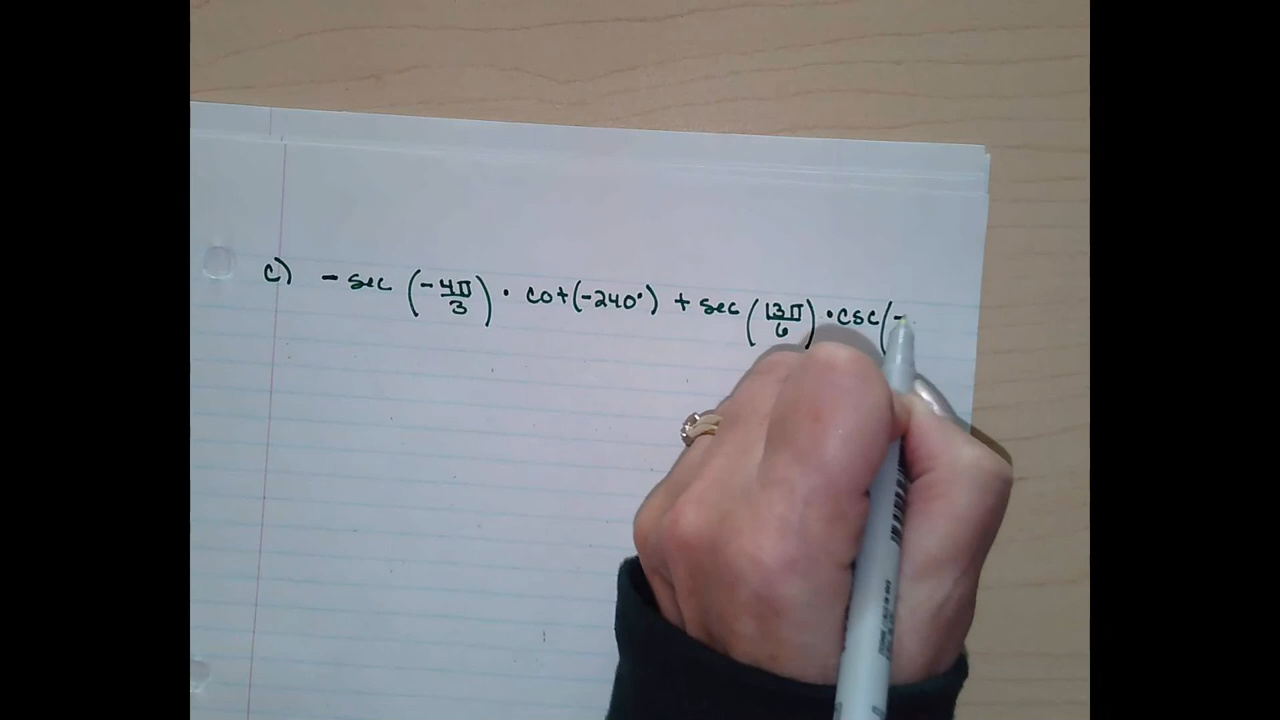 c) - sec (-4π/3) · cot(-240°) + sec (13π/6) · csc(-